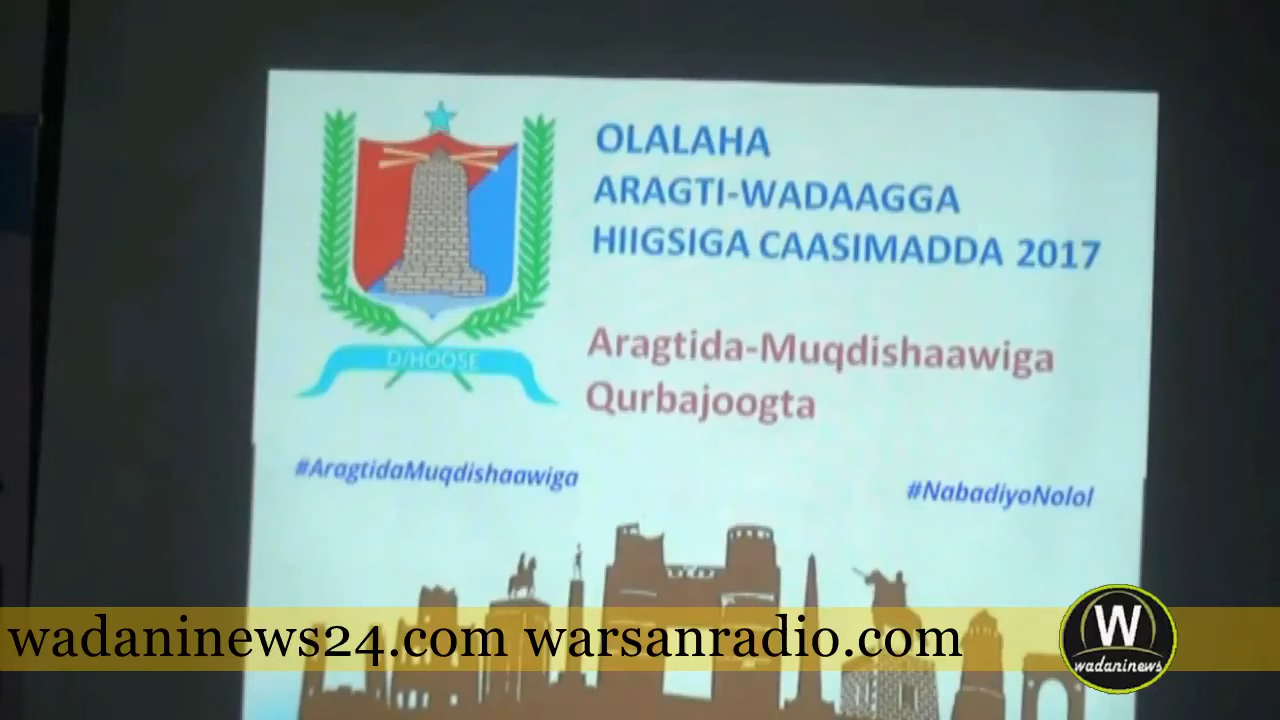 OLALAHA
ARAGTI-WADAAGGA
HIIGSIGA CAASIMADDA 2017
Aragtida-Muqdishaawiga
Qurbajoogta
D/HOOSE
#AragtidaMuqdishaawiga
#NabadiyoNolol
wadaninews24.com warsanradio.com
W
wadaninews